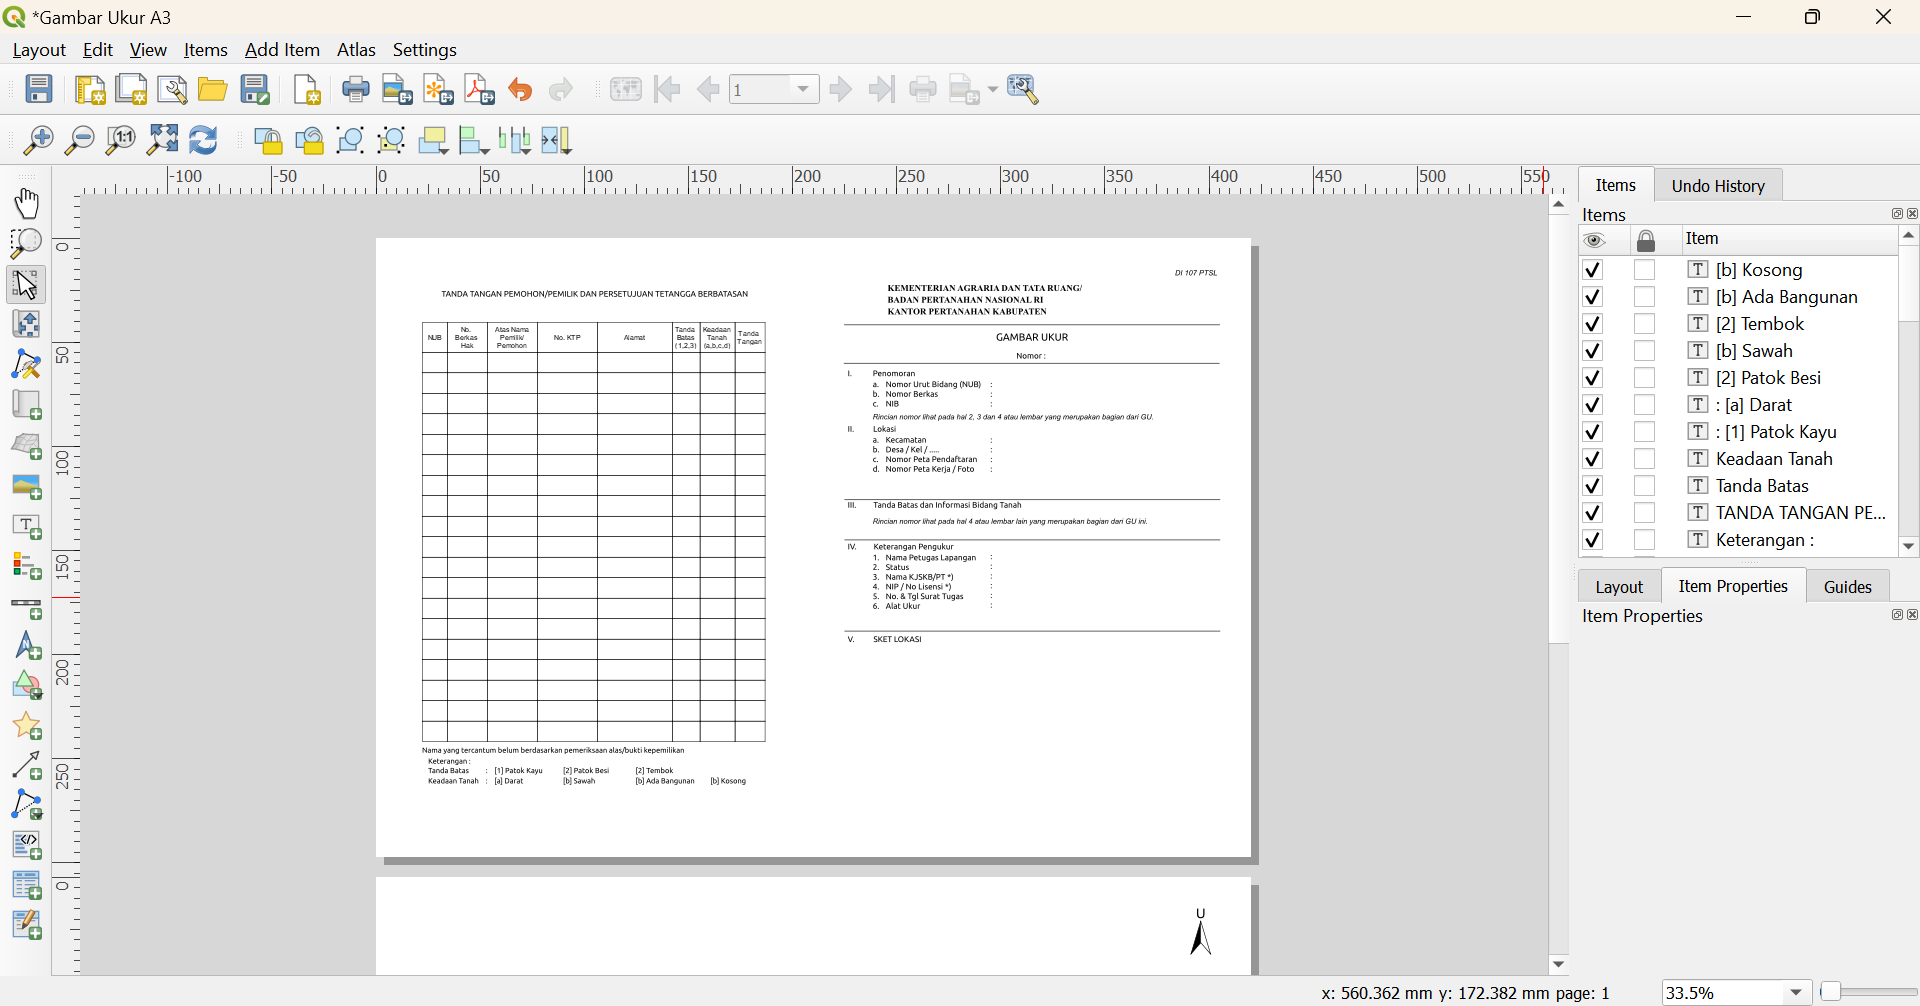 *Gambar Ukur A3
Layout Edit View Items Add Item Atlas Settings
1
-100 -50 0 50 100 150 200 250 300 350 400 450 500 550
0
50
100
150
200
250
0
DI 107 PTSL
TANDA TANGAN PEMOHON/PEMILIK DAN PERSETUJUAN TETANGGA BERBATASAN
NUB
No.
Berkas
Hak
Atas Nama
Pemilik/
Pemohon
No. KTP
Alamat
Tanda
Batas
(1,2,3)
Keadaan
Tanah
(a,b,c,d)
Tanda
Tangan
Nama yang tercantum belum berdasarkan pemeriksaan alas/bukti kepemilikan
Keterangan :
Tanda Batas : [1] Patok Kayu [2] Patok Besi [2] Tembok
Keadaan Tanah : [a] Darat [b] Sawah [b] Ada Bangunan [b] Kosong
KEMENTERIAN AGRARIA DAN TATA RUANG/
BADAN PERTANAHAN NASIONAL RI
KANTOR PERTANAHAN KABUPATEN
GAMBAR UKUR
Nomor :
I. Penomoran
a. Nomor Urut Bidang (NUB) :
b. Nomor Berkas :
c. NIB :
Rincian nomor lihat pada hal 2, 3 dan 4 atau lembar yang merupakan bagian dari GU.
II. Lokasi
a. Kecamatan :
b. Desa / Kel / ..... :
c. Nomor Peta Pendaftaran :
d. Nomor Peta Kerja / Foto :
III. Tanda Batas dan Informasi Bidang Tanah
Rincian nomor lihat pada hal 4 atau lembar lain yang merupakan bagian dari GU ini.
IV. Keterangan Pengukur
1. Nama Petugas Lapangan :
2. Status :
3. Nama KJSKB/PT *) :
4. NIP / No Lisensi *) :
5. No. & Tgl Surat Tugas :
6. Alat Ukur :
V. SKET LOKASI
U
Items Undo History
Items
Item
[b] Kosong
[b] Ada Bangunan
[2] Tembok
[b] Sawah
[2] Patok Besi
: [a] Darat
: [1] Patok Kayu
Keadaan Tanah
Tanda Batas
TANDA TANGAN PE...
Keterangan :
Layout Item Properties Guides
Item Properties
x: 560.362 mm y: 172.382 mm page: 1
33.5%